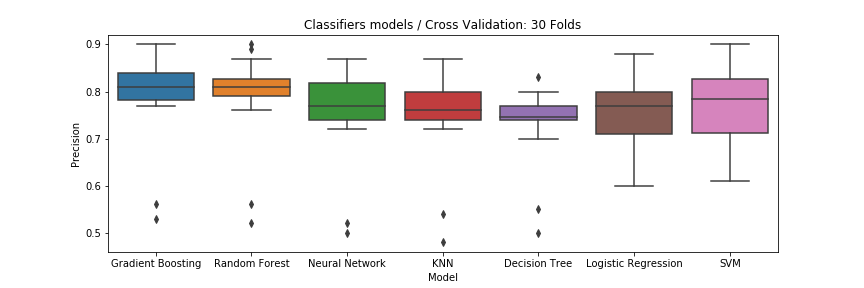 Classifiers models / Cross Validation: 30 Folds
0.9
0.8
0.7
0.6
0.5
Precision
Gradient Boosting Random Forest Neural Network KNN Decision Tree Logistic Regression SVM
Model